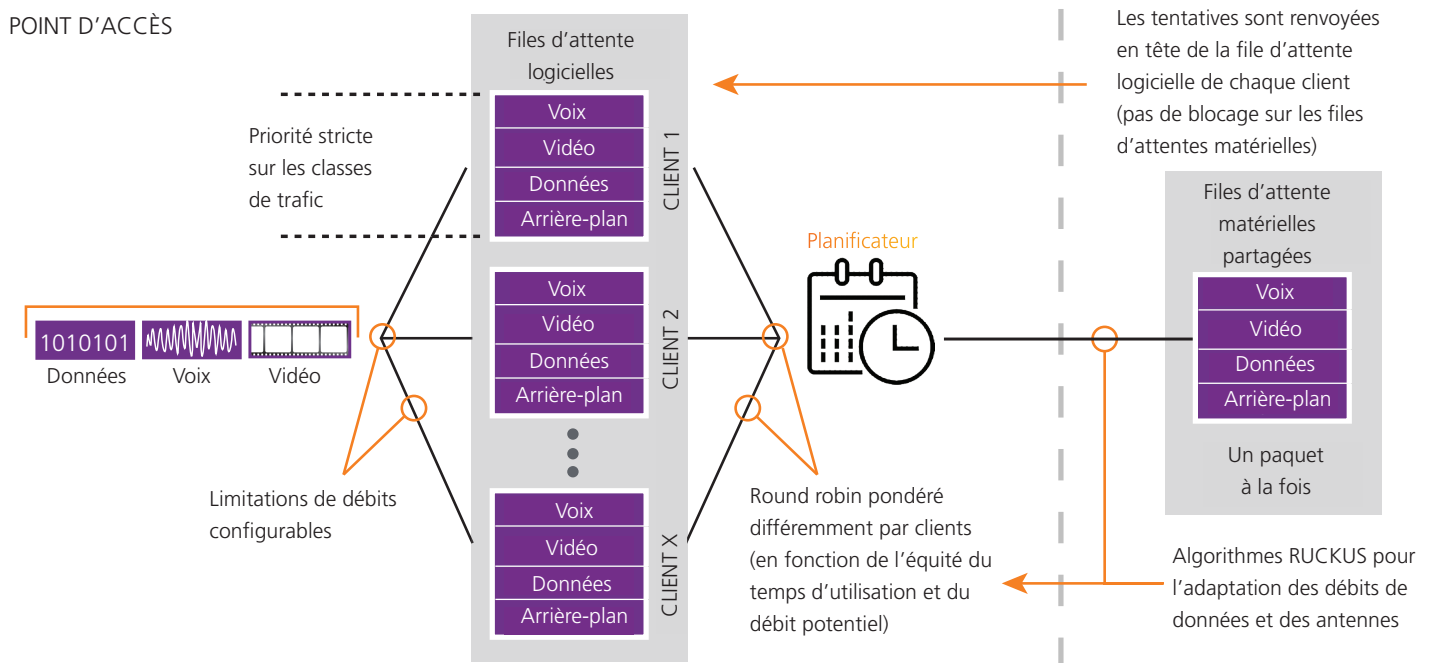 POINT D'ACCÈS
Files d'attente
logicielles
Voix
Vidéo
Données
Arrière-plan
CLIENT 1
Priorité stricte
sur les classes
de trafic
Voix
Vidéo
Données
Arrière-plan
CLIENT 2
1010101
Données
Voix
Vidéo
Limitations de débits
configurables
Voix
Vidéo
Données
Arrière-plan
CLIENT X
Planificateur
Round robin pondéré
différemment par clients
(en fonction de l'équité du
temps d'utilisation et du
débit potentiel)
Les tentatives sont renvoyées
en tête de la file d'attente
logicielle de chaque client
(pas de blocage sur les files
d'attentes matérielles)
Files d'attente
matérielles
partagées
Voix
Vidéo
Données
Arrière-plan
Un paquet
à la fois
Algorithmes RUCKUS pour
l'adaptation des débits de
données et des antennes